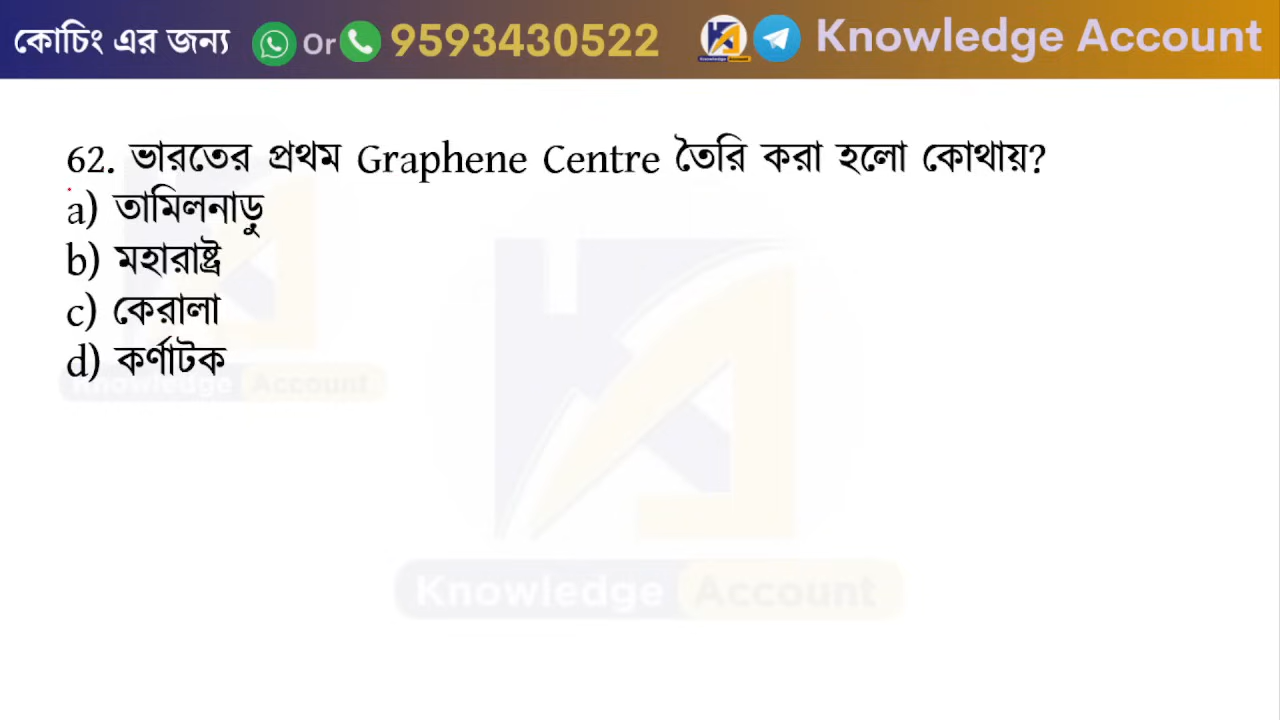 কোচিং এর জন্য Or 9593430522 Knowledge Account
62. ভারতের প্রথম Graphene Centre তৈরি করা হলো কোথায়?
a) তামিলনাড়ু
b) মহারাষ্ট্র
c) কেরালা
d) কর্ণাটক
Knowledge Account
Knowledge Account